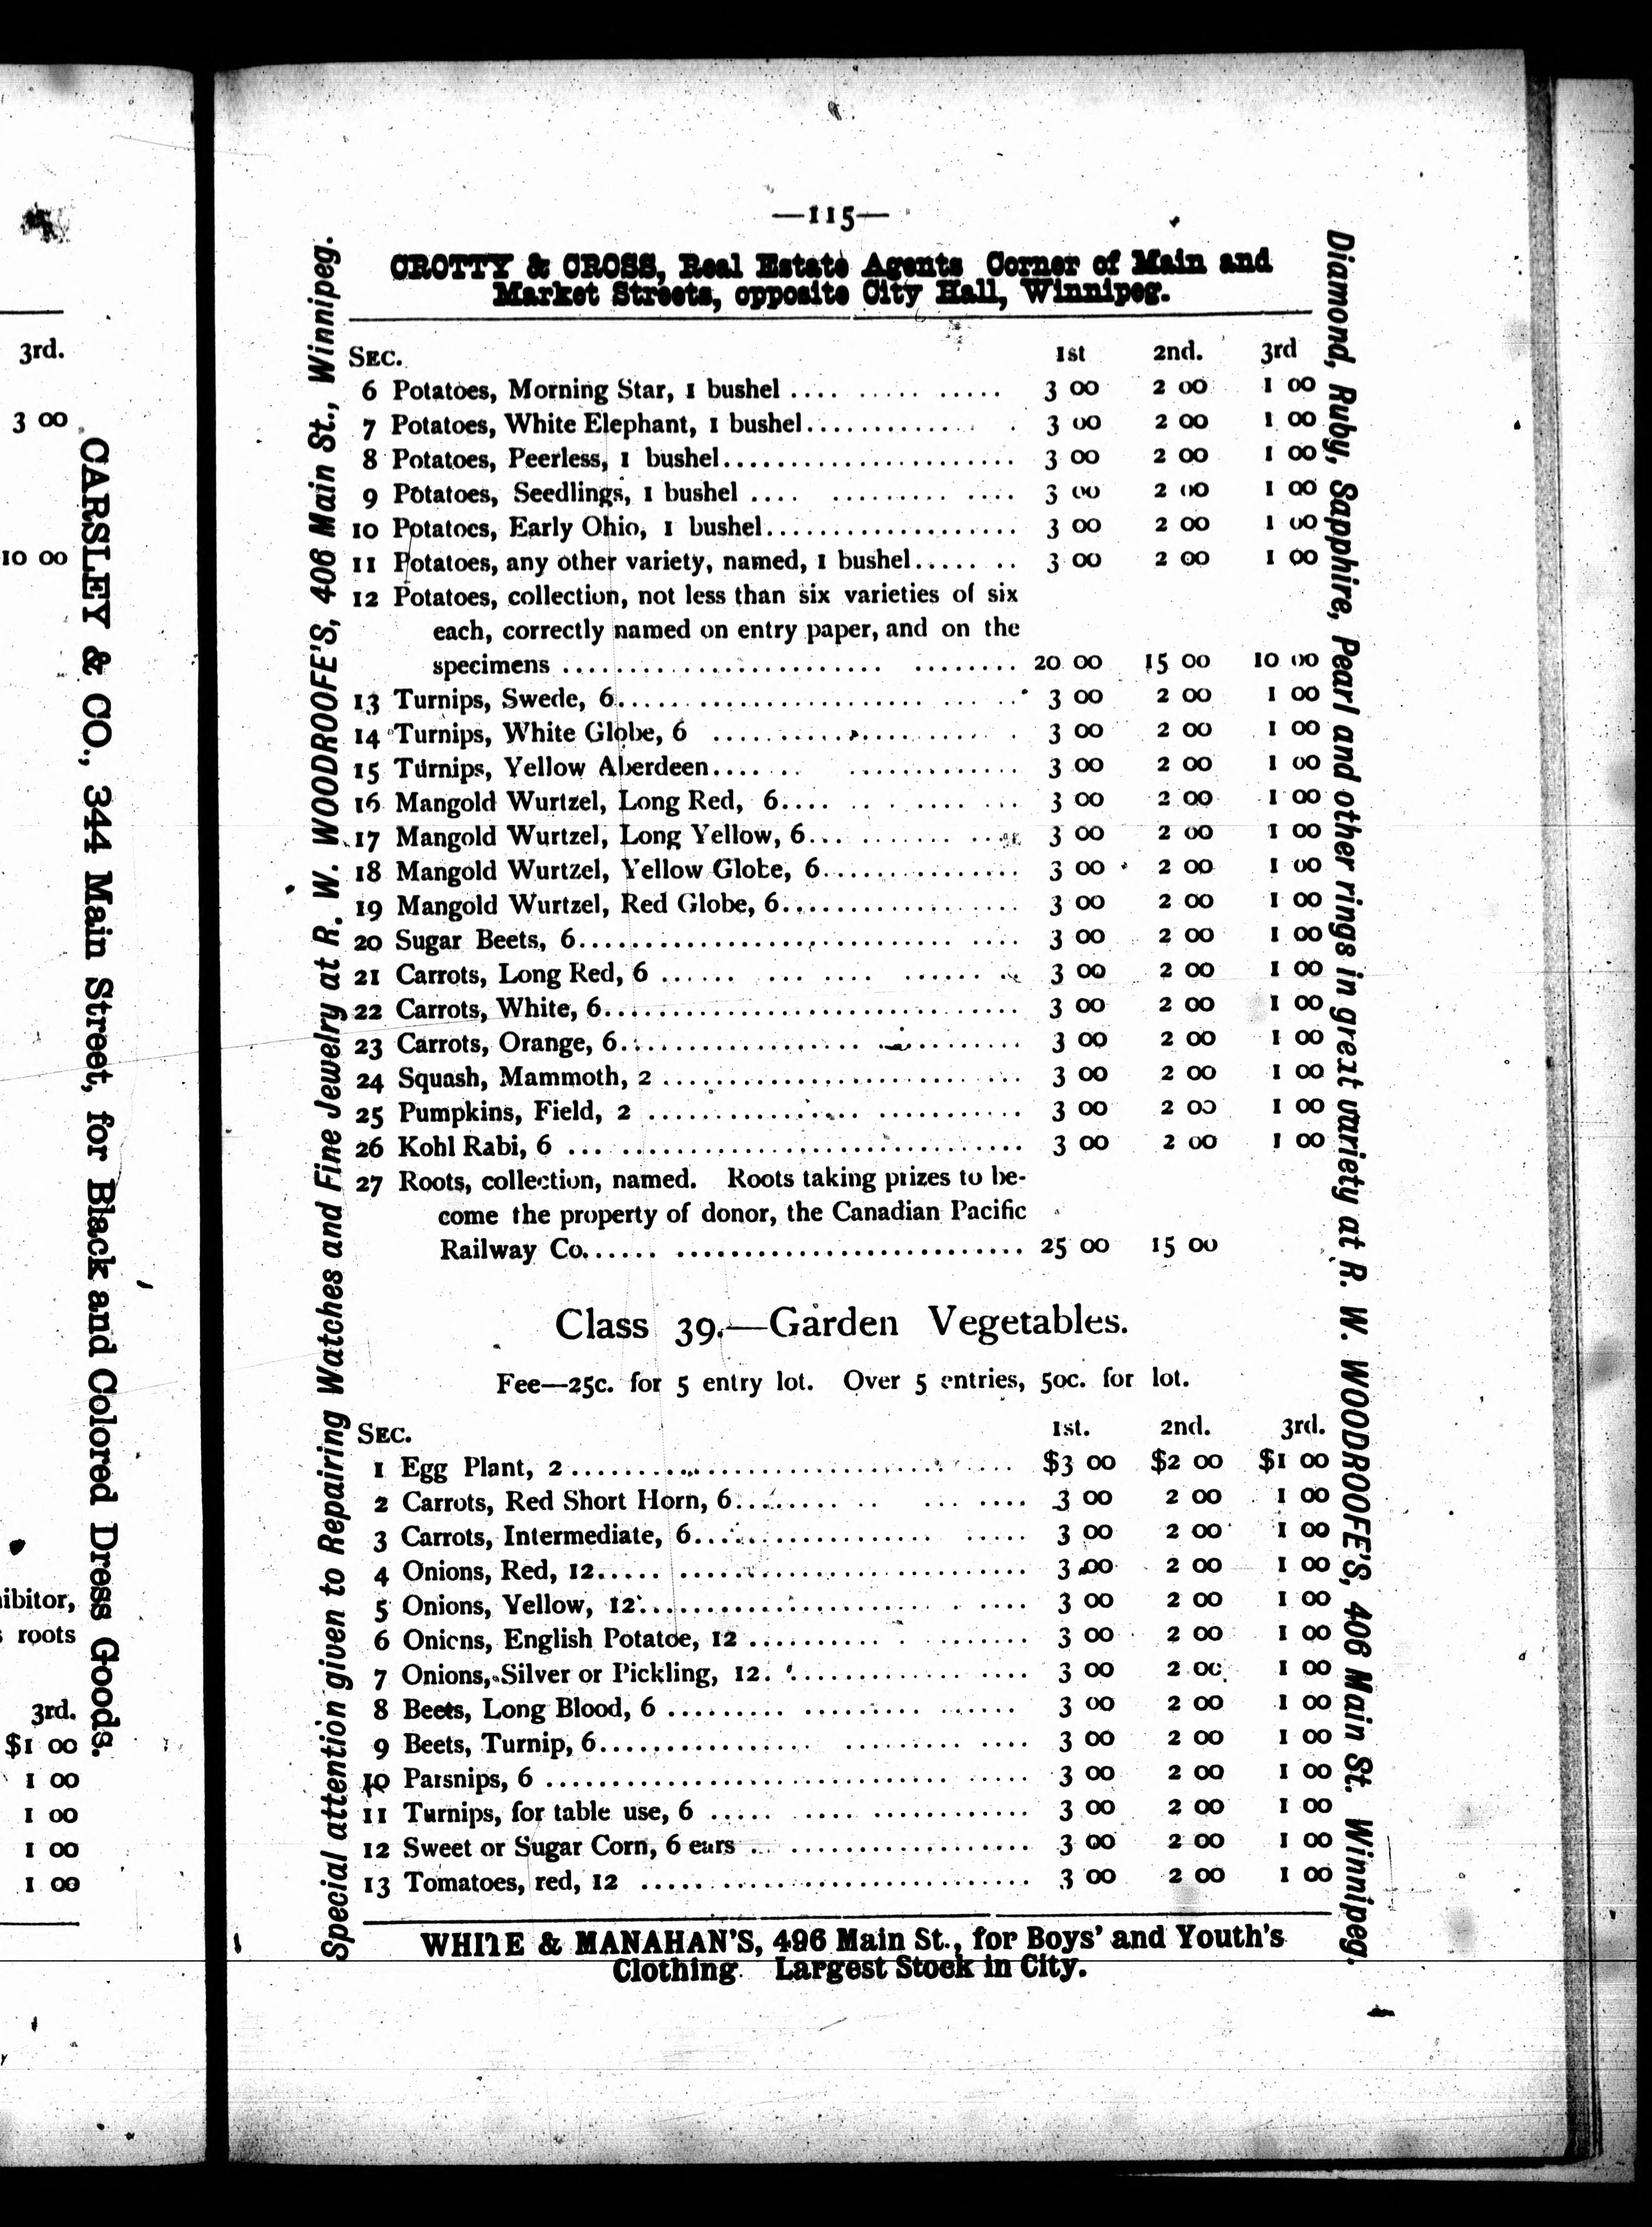 3rd.
3 00
10 00
ibitor,
roots
3rd.
$1 00
1 00
1 00
1 00
1 00
CARSLEY & CO., 344 Main Street, for Black and Colored Dress Goods.
Special attention given to Repairing Watches and Fine Jewelry at R. W. WOODROOFE'S, 406 Main St., Winnipeg.
—115—
CROTTY & CROSS, Real Estate Agents Corner of Main and
Market Streets, opposite City Hall, Winnipeg.
SEC. 1st 2nd. 3rd
6 Potatoes, Morning Star, 1 bushel .... ......... ..... 3 00 2 00 1 00
7 Potatoes, White Elephant, 1 bushel............. . 3 00 2 00 1 00
8 Potatoes, Peerless, 1 bushel....................... 3 00 2 00 1 00
9 Potatoes, Seedlings, 1 bushel .... .......... .... 3 00 2 00 1 00
10 Potatoes, Early Ohio, 1 bushel................... 3 00 2 00 1 00
11 Potatoes, any other variety, named, 1 bushel...... .. 3 00 2 00 1 00
12 Potatoes, collection, not less than six varieties of six
each, correctly named on entry paper, and on the
specimens ........................ ........ 20 00 15 00 10 00
13 Turnips, Swede, 6..... ................... ... .. 3 00 2 00 1 00
14 Turnips, White Globe, 6 ..................... . 3 00 2 00 1 00
15 Turnips, Yellow Aberdeen.... .. ............. 3 00 2 00 1 00
16 Mangold Wurtzel, Long Red, 6.... .. . ...... ... 3 00 2 00 1 00
17 Mangold Wurtzel, Long Yellow, 6... ........ .. 3 00 2 00 1 00
18 Mangold Wurtzel, Yellow Globe, 6............... 3 00 2 00 1 00
19 Mangold Wurtzel, Red Globe, 6.................. 3 00 2 00 1 00
20 Sugar Beets, 6............................. .... 3 00 2 00 1 00
21 Carrots, Long Red, 6 ...... ... .... ...... .. 3 00 2 00 1 00
22 Carrots, White, 6................................ 3 00 2 00 1 00
23 Carrots, Orange, 6.................. ........... 3 00 2 00 1 00
24 Squash, Mammoth, 2 ........................ ... 3 00 2 00 1 00
25 Pumpkins, Field, 2 ................ ........... 3 00 2 00 1 00
26 Kohl Rabi, 6 ... ............................... 3 00 2 00 1 00
27 Roots, collection, named. Roots taking prizes to be-
come the property of donor, the Canadian Pacific
Railway Co...... .......................... 25 00 15 00
Class 39.—Garden Vegetables.
Fee—25c. for 5 entry lot. Over 5 entries, 50c. for lot.
SEC. 1st. 2nd. 3rd.
1 Egg Plant, 2............................... .... $3 00 $2 00 $1 00
2 Carrots, Red Short Horn, 6........ .. ... .... 3 00 2 00 1 00
3 Carrots, Intermediate, 6.................. ..... 3 00 2 00 1 00
4 Onions, Red, 12..... .......................... 3 00 2 00 1 00
5 Onions, Yellow, 12....................... . .... 3 00 2 00 1 00
6 Onions, English Potatoe, 12 .......... . ........ 3 00 2 00 1 00
7 Onions, Silver or Pickling, 12. .............. .... 3 00 2 00 1 00
8 Beets, Long Blood, 6 ......... ........ ...... 3 00 2 00 1 00
9 Beets, Turnip, 6................ ......... .... 3 00 2 00 1 00
10 Parsnips, 6 .............................. ..... 3 00 2 00 1 00
11 Turnips, for table use, 6 ..... .... ............. 3 00 2 00 1 00
12 Sweet or Sugar Corn, 6 ears ... .................. 3 00 2 00 1 00
13 Tomatoes, red, 12 ..... ........................ 3 00 2 00 1 00
WHITE & MANAHAN'S, 496 Main St., for Boys' and Youth's
Clothing. Largest Stock in City.
Diamond, Ruby, Sapphire, Pearl and other rings in great variety at R. W. WOODROOFE'S, 406 Main St. Winnipeg.